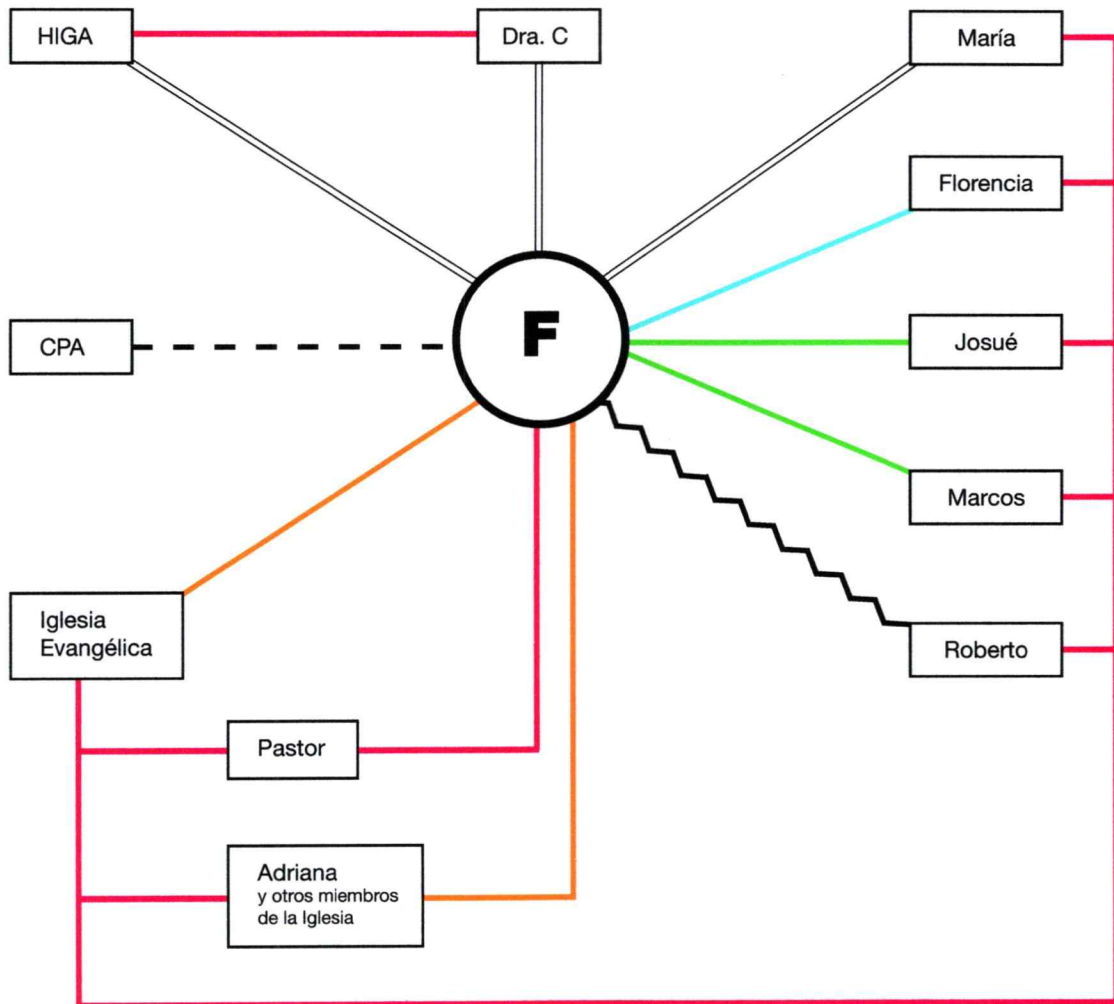 HIGA
Dra. C
María
Florencia
F
CPA
Josué
Marcos
Iglesia
Evangélica
Roberto
Pastor
Adriana
y otros miembros
de la Iglesia